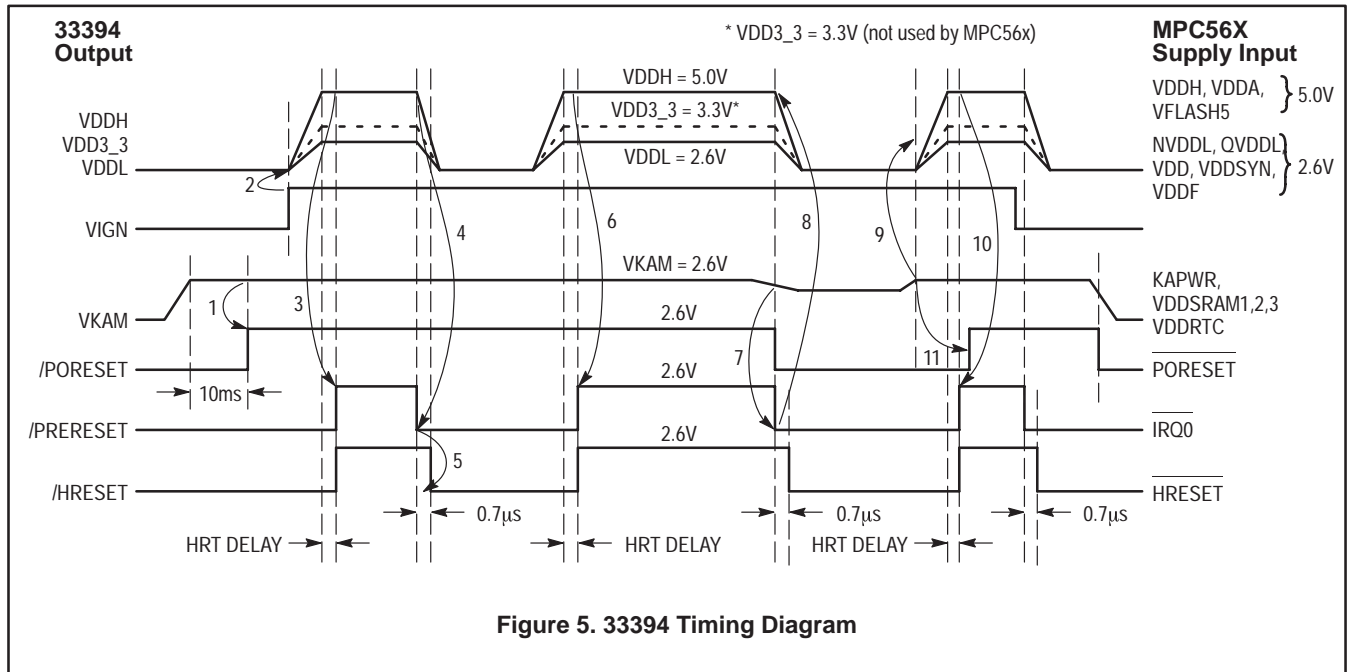 33394
Output
* VDD3_3 = 3.3V (not used by MPC56x)
MPC56X
Supply Input
VDDH = 5.0V
VDD3_3 = 3.3V*
VDDL = 2.6V
VDDH
VDD3_3
VDDL
VDDH, VDDA,
VFLASH5
} 5.0V
NVDDL, QVDDL,
VDD, VDDSYN,
VDDF
} 2.6V
2
VIGN
4
6
8
9
10
VKAM = 2.6V
VKAM
1
3
2.6V
KAPWR,
VDDSRAM1,2,3
VDDRTC
/PORESET
10ms
7
11
PORESET
2.6V
/PRERESET
IRQ0
5
2.6V
/HRESET
HRESET
0.7µs
0.7µs
0.7µs
HRT DELAY
HRT DELAY
HRT DELAY
Figure 5. 33394 Timing Diagram